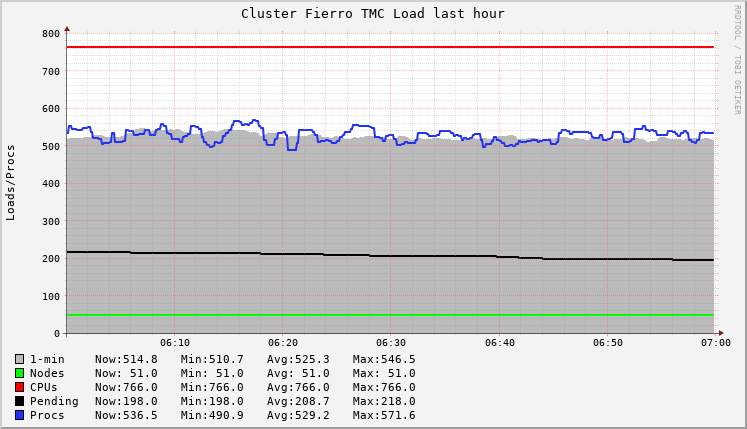 Cluster Fierro TMC Load last hour
RRDTOOL / TOBI OETIKER
Loads/Procs
800
700
600
500
400
300
200
100
0
06:10 06:20 06:30 06:40 06:50 07:00
1-min Now:514.8 Min:510.7 Avg:525.3 Max:546.5
Nodes Now: 51.0 Min: 51.0 Avg: 51.0 Max: 51.0
CPUs Now:766.0 Min:766.0 Avg:766.0 Max:766.0
Pending Now:198.0 Min:198.0 Avg:208.7 Max:218.0
Procs Now:536.5 Min:490.9 Avg:529.2 Max:571.6